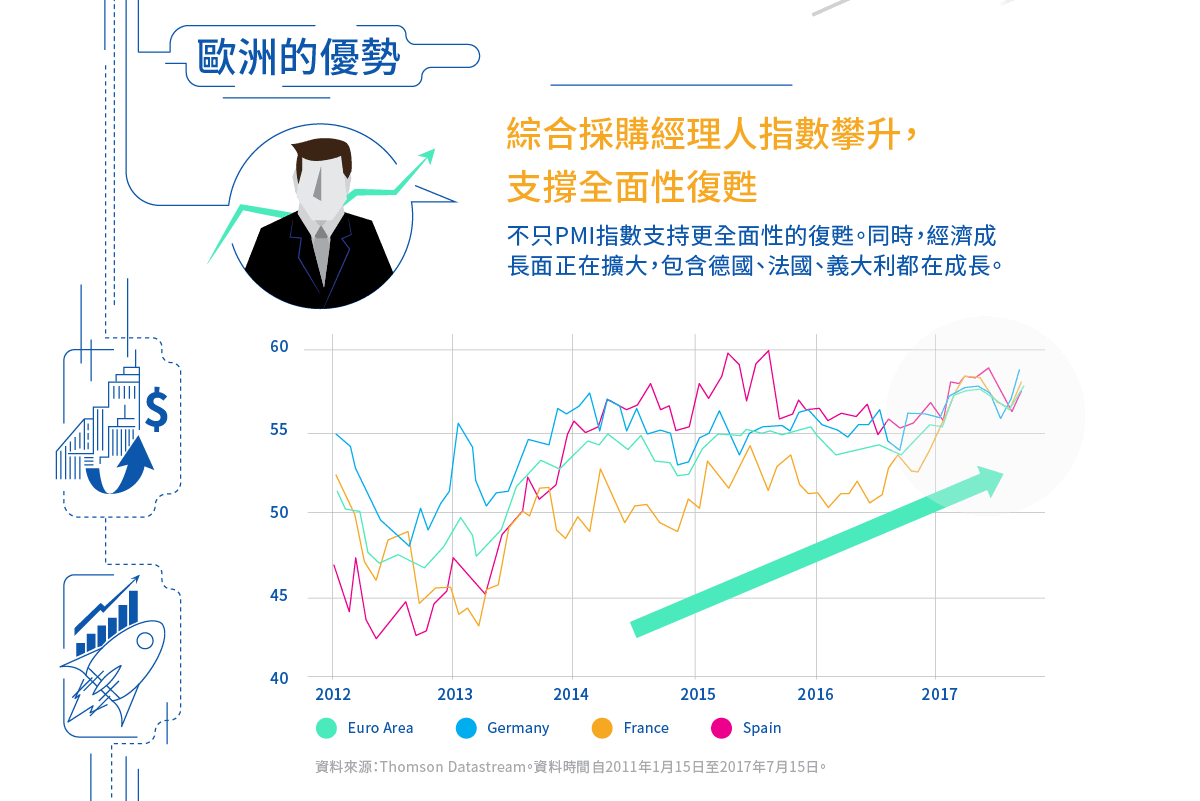 歐洲的優勢
綜合採購經理人指數攀升，
支撐全面性復甦
不只PMI指數支持更全面性的復甦。同時，經濟成
長面正在擴大，包含德國、法國、義大利都在成長。
60
55
50
45
40
2012 2013 2014 2015 2016 2017
Euro Area Germany France Spain
資料來源：Thomson Datastream。資料時間自2011年1月15日至2017年7月15日。
$